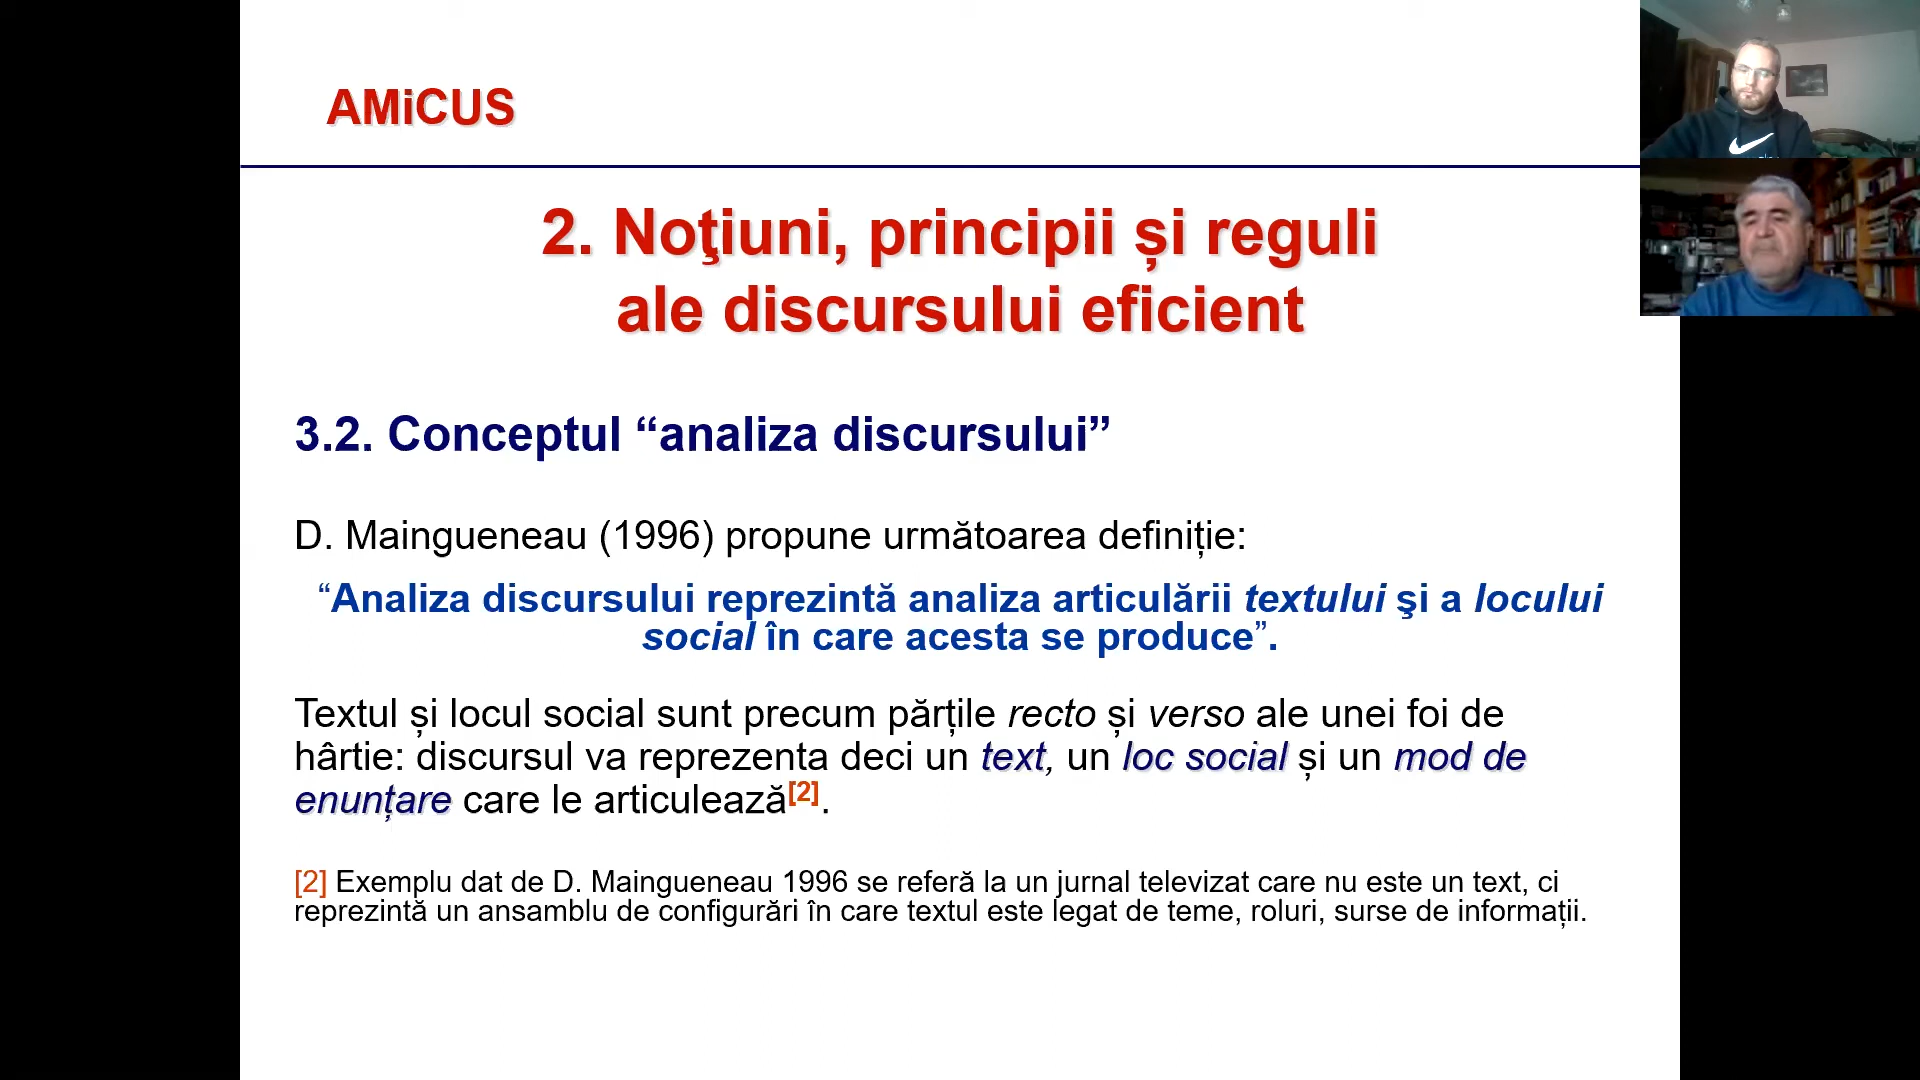 AMiCUS
2. Noţiuni, principii și reguli
ale discursului eficient
3.2. Conceptul “analiza discursului”
D. Maingueneau (1996) propune următoarea definiție:
“Analiza discursului reprezintă analiza articulării textului şi a locului
social în care acesta se produce”.
Textul și locul social sunt precum părțile recto și verso ale unei foi de
hârtie: discursul va reprezenta deci un text, un loc social și un mod de
enunțare care le articulează[2].
[2] Exemplu dat de D. Maingueneau 1996 se referă la un jurnal televizat care nu este un text, ci
reprezintă un ansamblu de configurări în care textul este legat de teme, roluri, surse de informații.